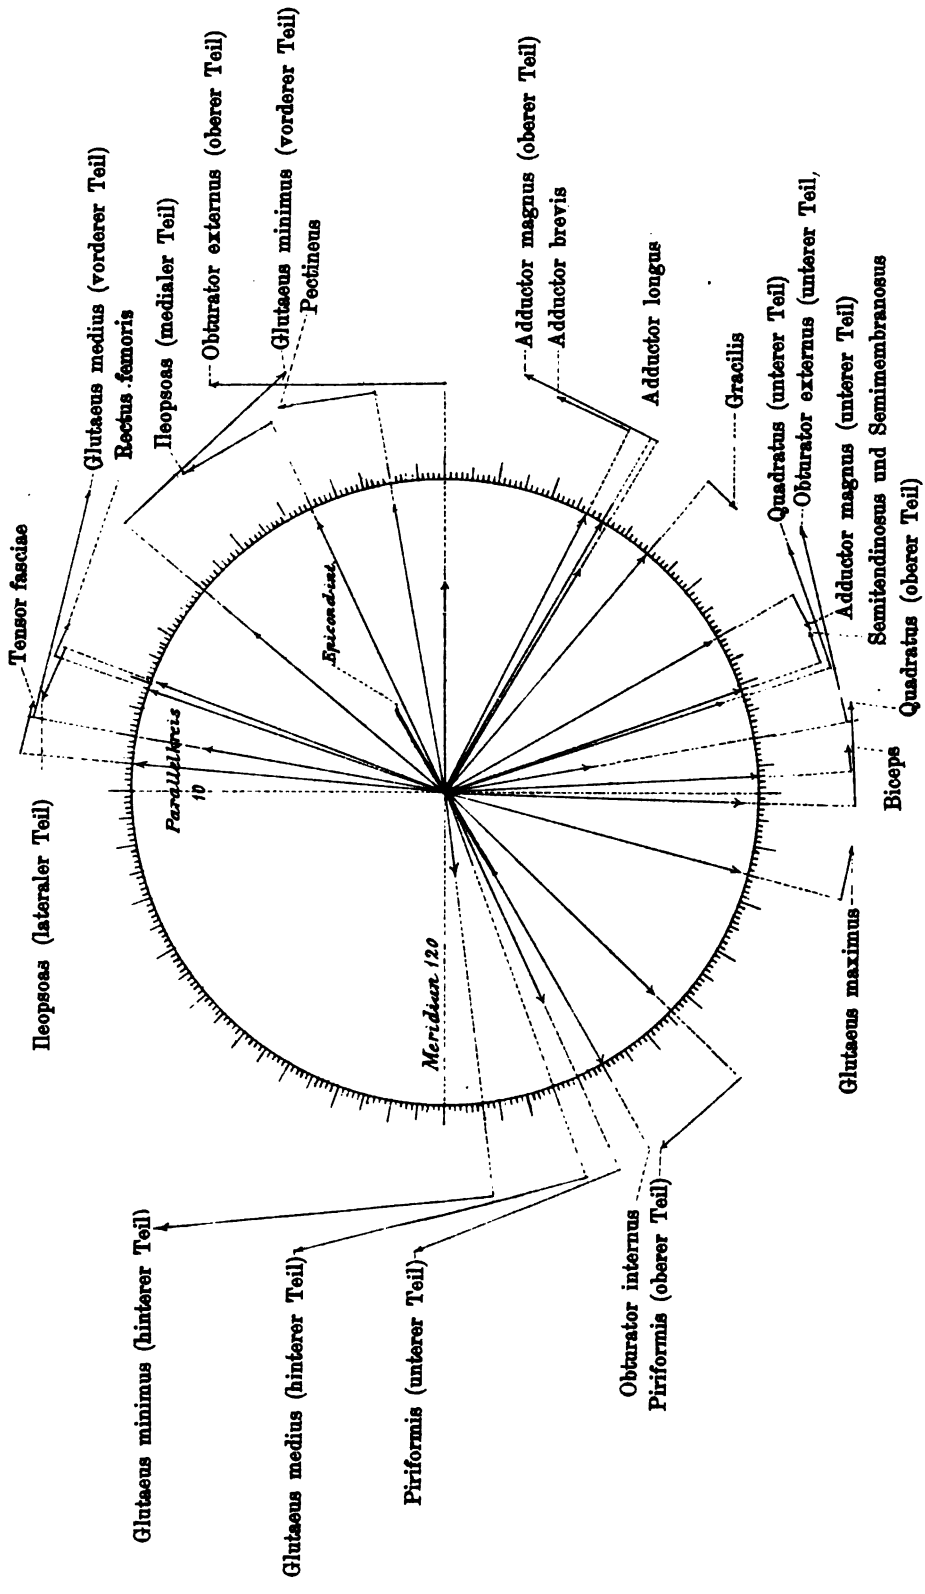 Glutaeus minimus (hinterer Teil)
Glutaeus medius (hinterer Teil)
Piriformis (unterer Teil)
Obturator internus
Piriformis (oberer Teil)
Glutaeus maximus
Meridian 120
Ileopsoas (lateraler Teil)
Parallelkreis
10
Tensor fasciae
Glutaeus medius (vorderer Teil)
Rectus femoris
Ileopsoas (medialer Teil)
Obturator externus (oberer Teil)
Glutaeus minimus (vorderer Teil)
Pectineus
Adductor magnus (oberer Teil)
Adductor brevis
Adductor longus
Gracilis
Quadratus (unterer Teil)
Obturator externus (unterer Teil,
Adductor magnus (unterer Teil)
Semitendinosus und Semimembranosus
Quadratus (oberer Teil)
Biceps